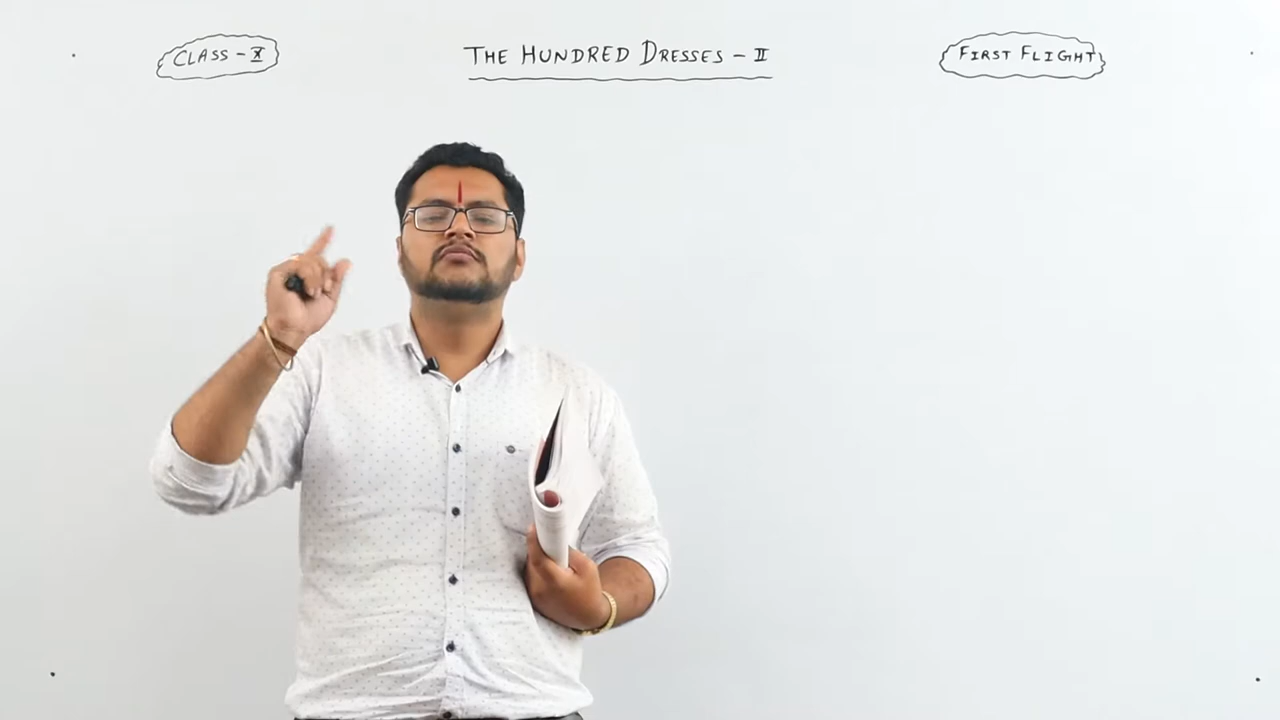 CLASS - X
THE HUNDRED DRESSES - II
FIRST FLIGHT